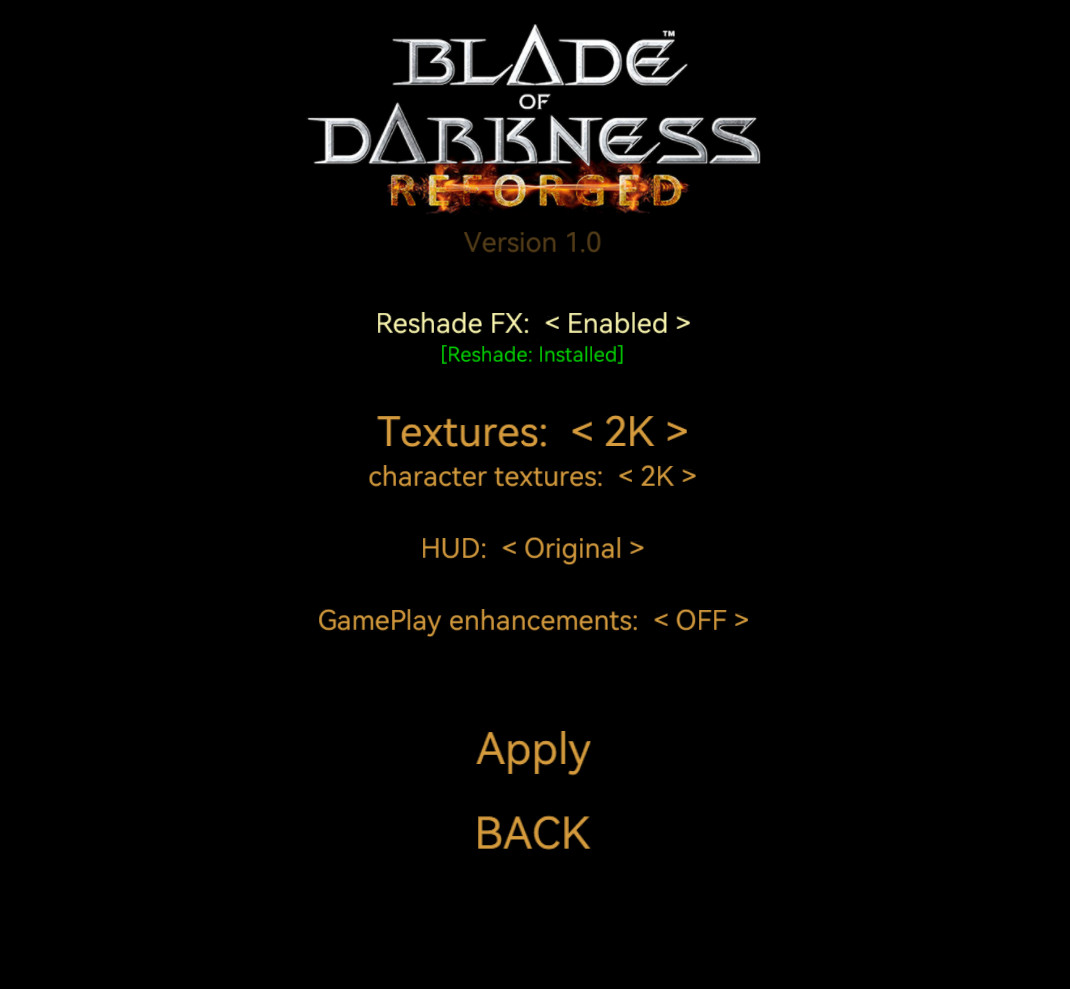 BLADE™
OF
DARKNESS
REFORGED
Version 1.0
Reshade FX: < Enabled >
[Reshade: Installed]
Textures: < 2K >
character textures: < 2K >
HUD: < Original >
GamePlay enhancements: < OFF >
Apply
BACK